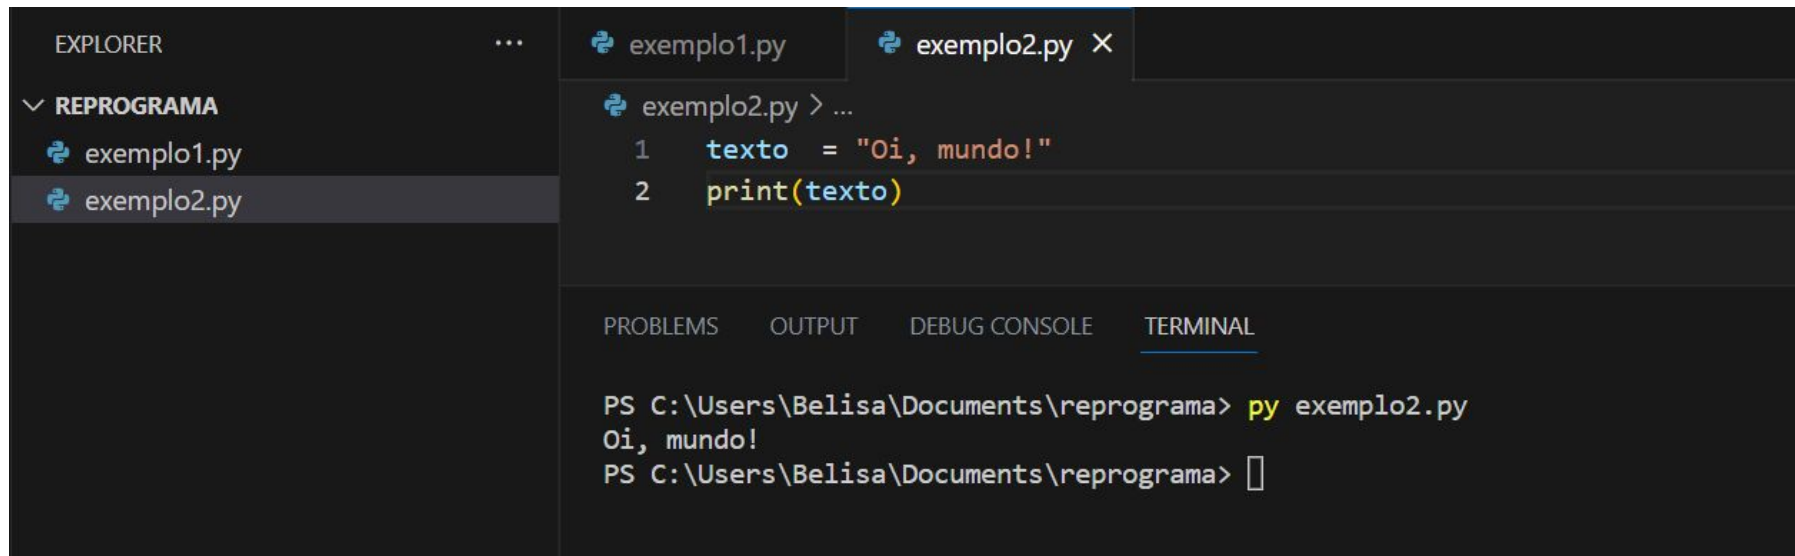 EXPLORER ...
REPROGRAMA
exemplo1.py
exemplo2.py
exemplo1.py exemplo2.py
exemplo2.py > ...
1 texto  = "Oi, mundo!"
2 print(texto)
PROBLEMS OUTPUT DEBUG CONSOLE TERMINAL
PS C:\Users\Belisa\Documents\reprograma> py exemplo2.py
Oi, mundo!
PS C:\Users\Belisa\Documents\reprograma>